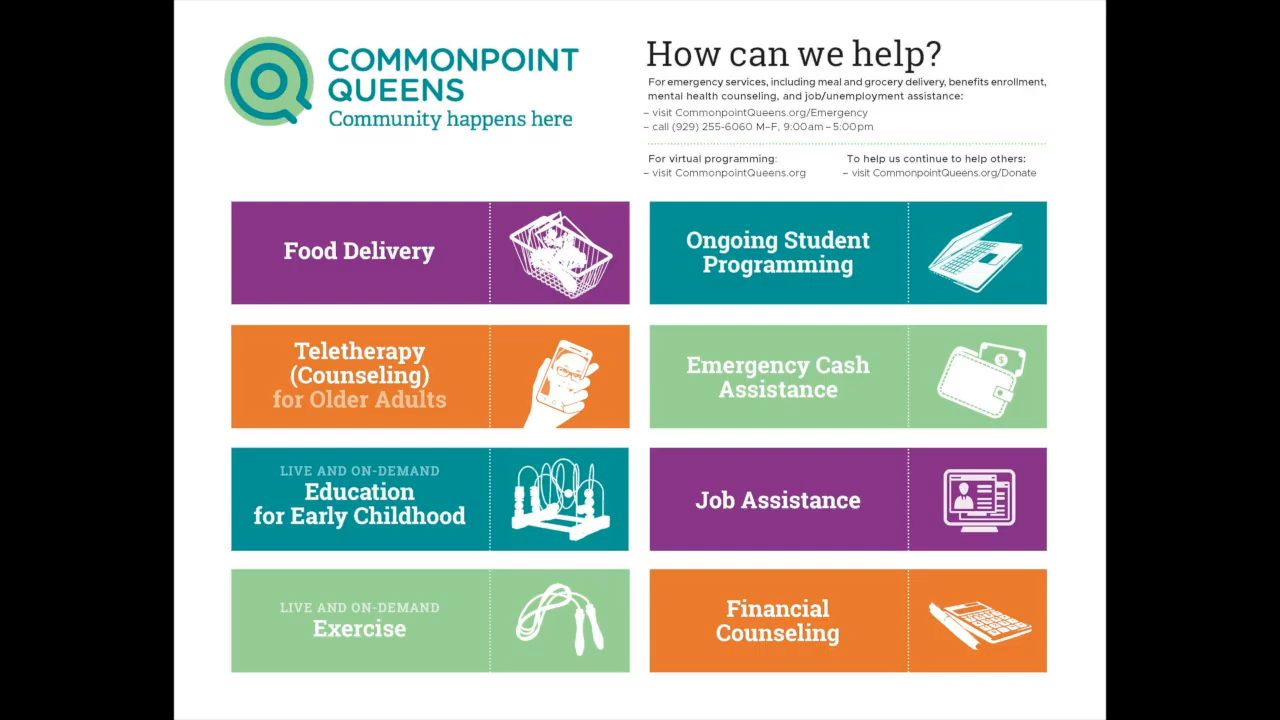 COMMONPOINT
QUEENS
Community happens here
How can we help?
For emergency services, including meal and grocery delivery, benefits enrollment,
mental health counseling, and job/unemployment assistance:
– visit CommonpointQueens.org/Emergency
– call (929) 255-6060 M–F, 9:00am – 5:00pm
For virtual programming:
– visit CommonpointQueens.org
To help us continue to help others:
– visit CommonpointQueens.org/Donate
Food Delivery
Ongoing Student
Programming
Teletherapy
(Counseling)
for Older Adults
Emergency Cash
Assistance
LIVE AND ON-DEMAND
Education
for Early Childhood
Job Assistance
LIVE AND ON-DEMAND
Exercise
Financial
Counseling